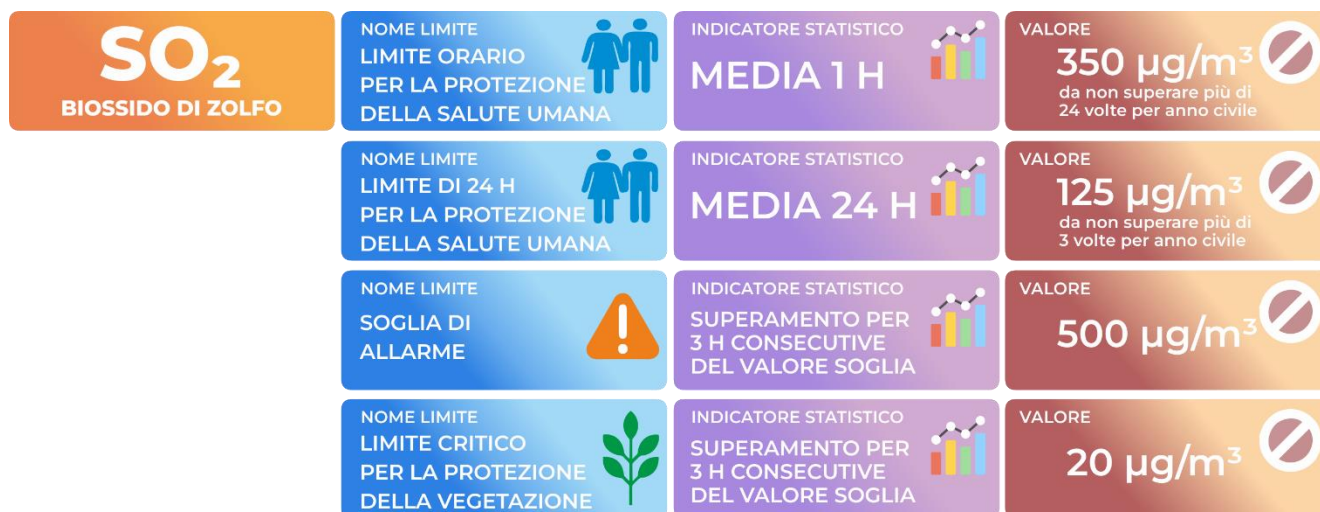 SO₂
BIOSSIDO DI ZOLFO
NOME LIMITE
LIMITE ORARIO
PER LA PROTEZIONE
DELLA SALUTE UMANA
INDICATORE STATISTICO
MEDIA 1 H
VALORE
350 µg/m³
da non superare più di
24 volte per anno civile
NOME LIMITE
LIMITE DI 24 H
PER LA PROTEZIONE
DELLA SALUTE UMANA
INDICATORE STATISTICO
MEDIA 24 H
VALORE
125 µg/m³
da non superare più di
3 volte per anno civile
NOME LIMITE
SOGLIA DI
ALLARME
INDICATORE STATISTICO
SUPERAMENTO PER
3 H CONSECUTIVE
DEL VALORE SOGLIA
VALORE
500 µg/m³
NOME LIMITE
LIMITE CRITICO
PER LA PROTEZIONE
DELLA VEGETAZIONE
INDICATORE STATISTICO
SUPERAMENTO PER
3 H CONSECUTIVE
DEL VALORE SOGLIA
VALORE
20 µg/m³